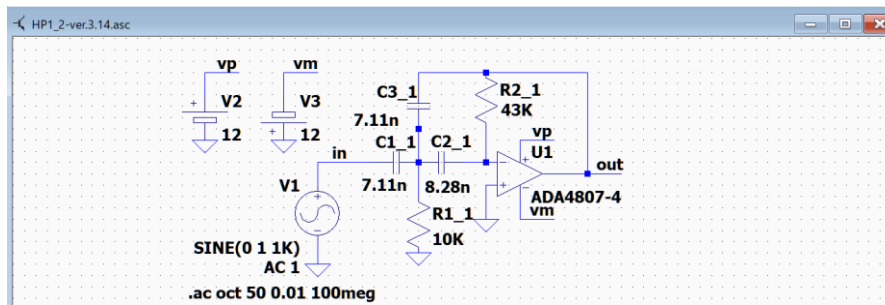 HP1_2-ver.3.14.asc
vp
vm
V2
12
V3
12
C3_1
7.11n
R2_1
43K
in
C1_1
7.11n
C2_1
8.28n
vp
U1
out
ADA4807-4
vm
V1
R1_1
10K
SINE(0 1 1K)
AC 1
.ac oct 50 0.01 100meg